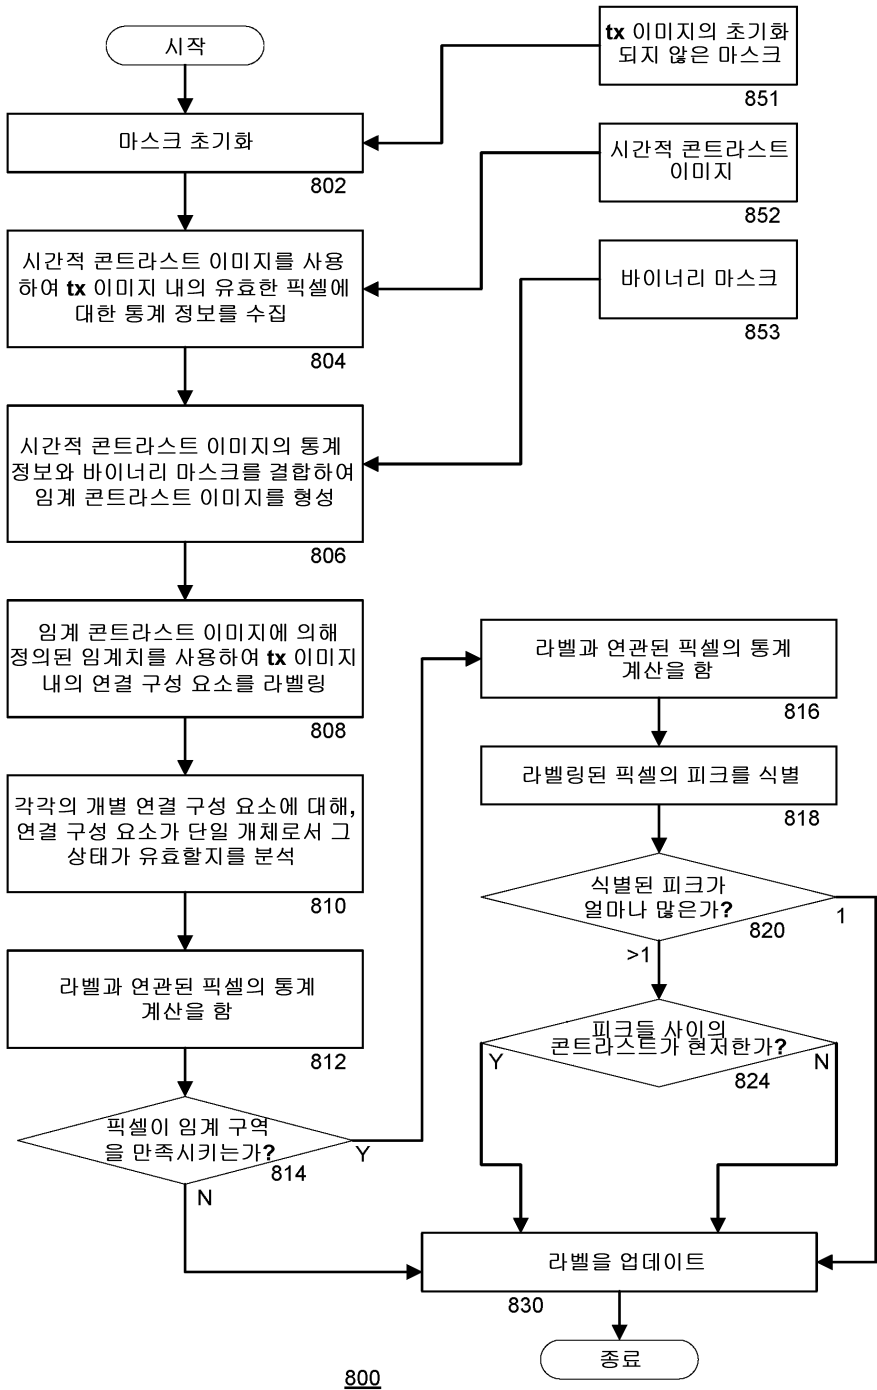 시작
tx 이미지의 초기화
되지 않은 마스크
851
마스크 초기화
802
시간적 콘트라스트
이미지
852
시간적 콘트라스트 이미지를 사용
하여 tx 이미지 내의 유효한 픽셀에
대한 통계 정보를 수집
804
바이너리 마스크
853
시간적 콘트라스트 이미지의 통계
정보와 바이너리 마스크를 결합하여
임계 콘트라스트 이미지를 형성
806
임계 콘트라스트 이미지에 의해
정의된 임계치를 사용하여 tx 이미지
내의 연결 구성 요소를 라벨링
808
각각의 개별 연결 구성 요소에 대해,
연결 구성 요소가 단일 개체로서 그
상태가 유효할지를 분석
810
라벨과 연관된 픽셀의 통계
계산을 함
812
픽셀이 임계 구역
을 만족시키는가?
814
Y
N
라벨과 연관된 픽셀의 통계
계산을 함
816
라벨링된 픽셀의 피크를 식별
818
식별된 피크가
얼마나 많은가?
820
1
>1
피크들 사이의
콘트라스트가 현저한가?
824
Y
N
라벨을 업데이트
830
종료
800